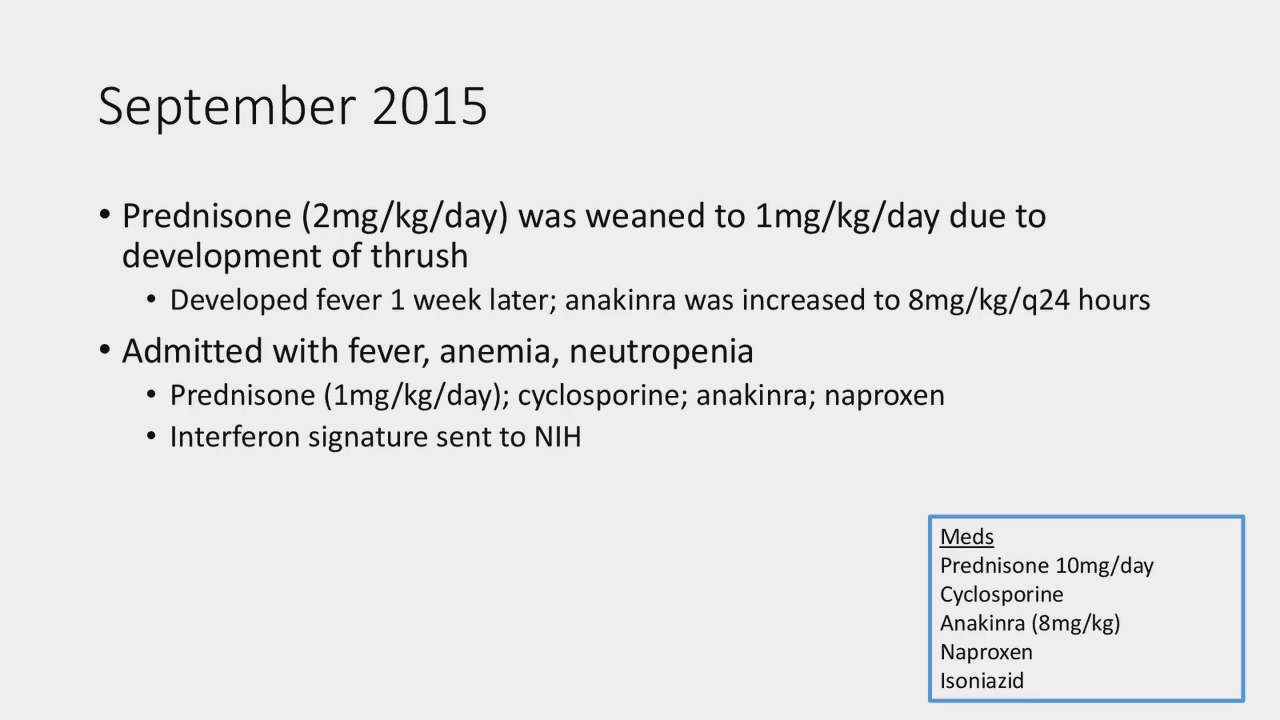 September 2015
• Prednisone (2mg/kg/day) was weaned to 1mg/kg/day due to
development of thrush
• Developed fever 1 week later; anakinra was increased to 8mg/kg/q24 hours
• Admitted with fever, anemia, neutropenia
• Prednisone (1mg/kg/day); cyclosporine; anakinra; naproxen
• Interferon signature sent to NIH
Meds
Prednisone 10mg/day
Cyclosporine
Anakinra (8mg/kg)
Naproxen
Isoniazid